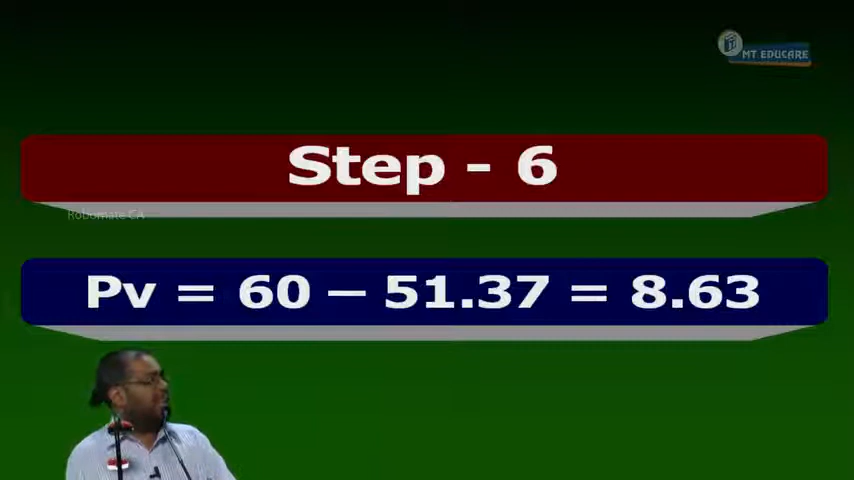 MT EDUCARE
Step - 6
Robomate CA
Pv = 60 – 51.37 = 8.63